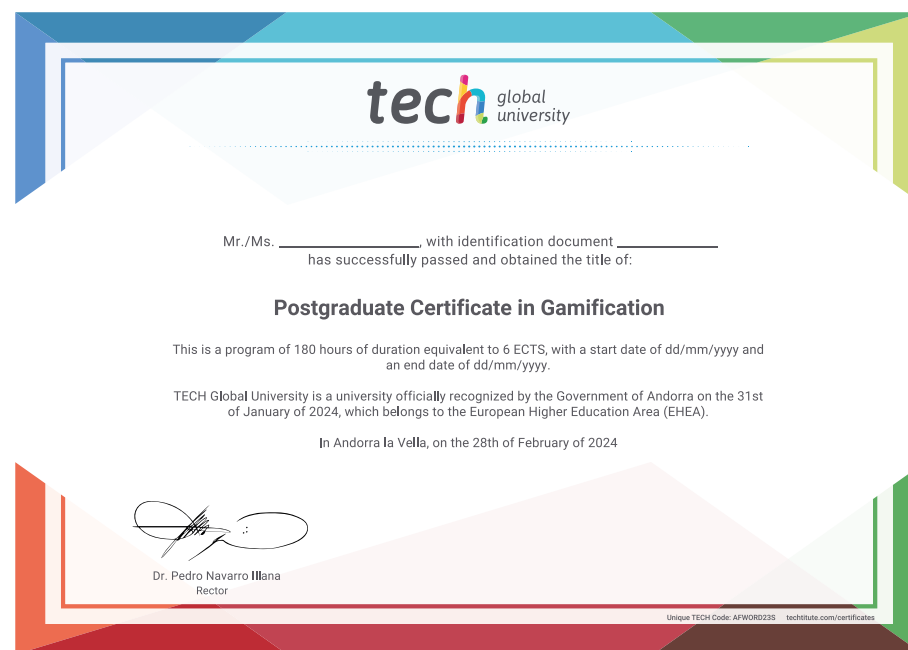 tech global university
Mr./Ms. ________________, with identification document ____________
has successfully passed and obtained the title of:
Postgraduate Certificate in Gamification
This is a program of 180 hours of duration equivalent to 6 ECTS, with a start date of dd/mm/yyyy and
an end date of dd/mm/yyyy.
TECH Global University is a university officially recognized by the Government of Andorra on the 31st
of January of 2024, which belongs to the European Higher Education Area (EHEA).
In Andorra la Vella, on the 28th of February of 2024
Dr. Pedro Navarro Illana
Rector
Unique TECH Code: AFWORD23S techtitute.com/certificates